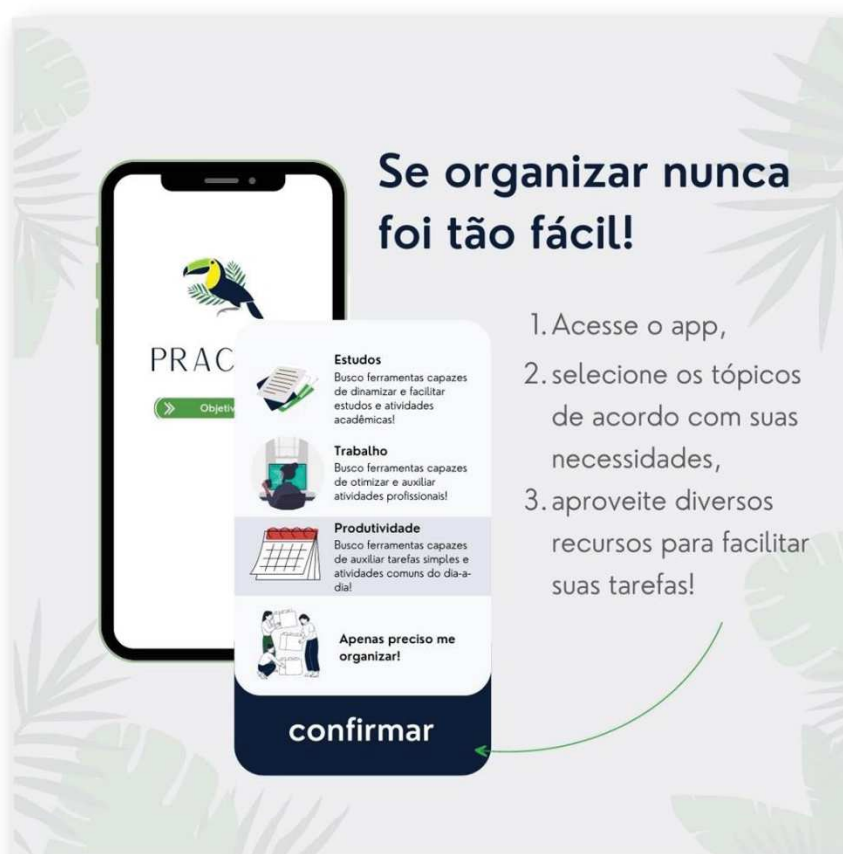 Se organizar nunca
foi tão fácil!
1. Acesse o app,
2. selecione os tópicos
de acordo com suas
necessidades,
3. aproveite diversos
recursos para facilitar
suas tarefas!
PRAC
Objetiv
Estudos
Busco ferramentas capazes
de dinamizar e facilitar
estudos e atividades
acadêmicas!
Trabalho
Busco ferramentas capazes
de otimizar e auxiliar
atividades profissionais!
Produtividade
Busco ferramentas capazes
de auxiliar tarefas simples e
atividades comuns do dia-a-
dia!
Apenas preciso me
organizar!
confirmar